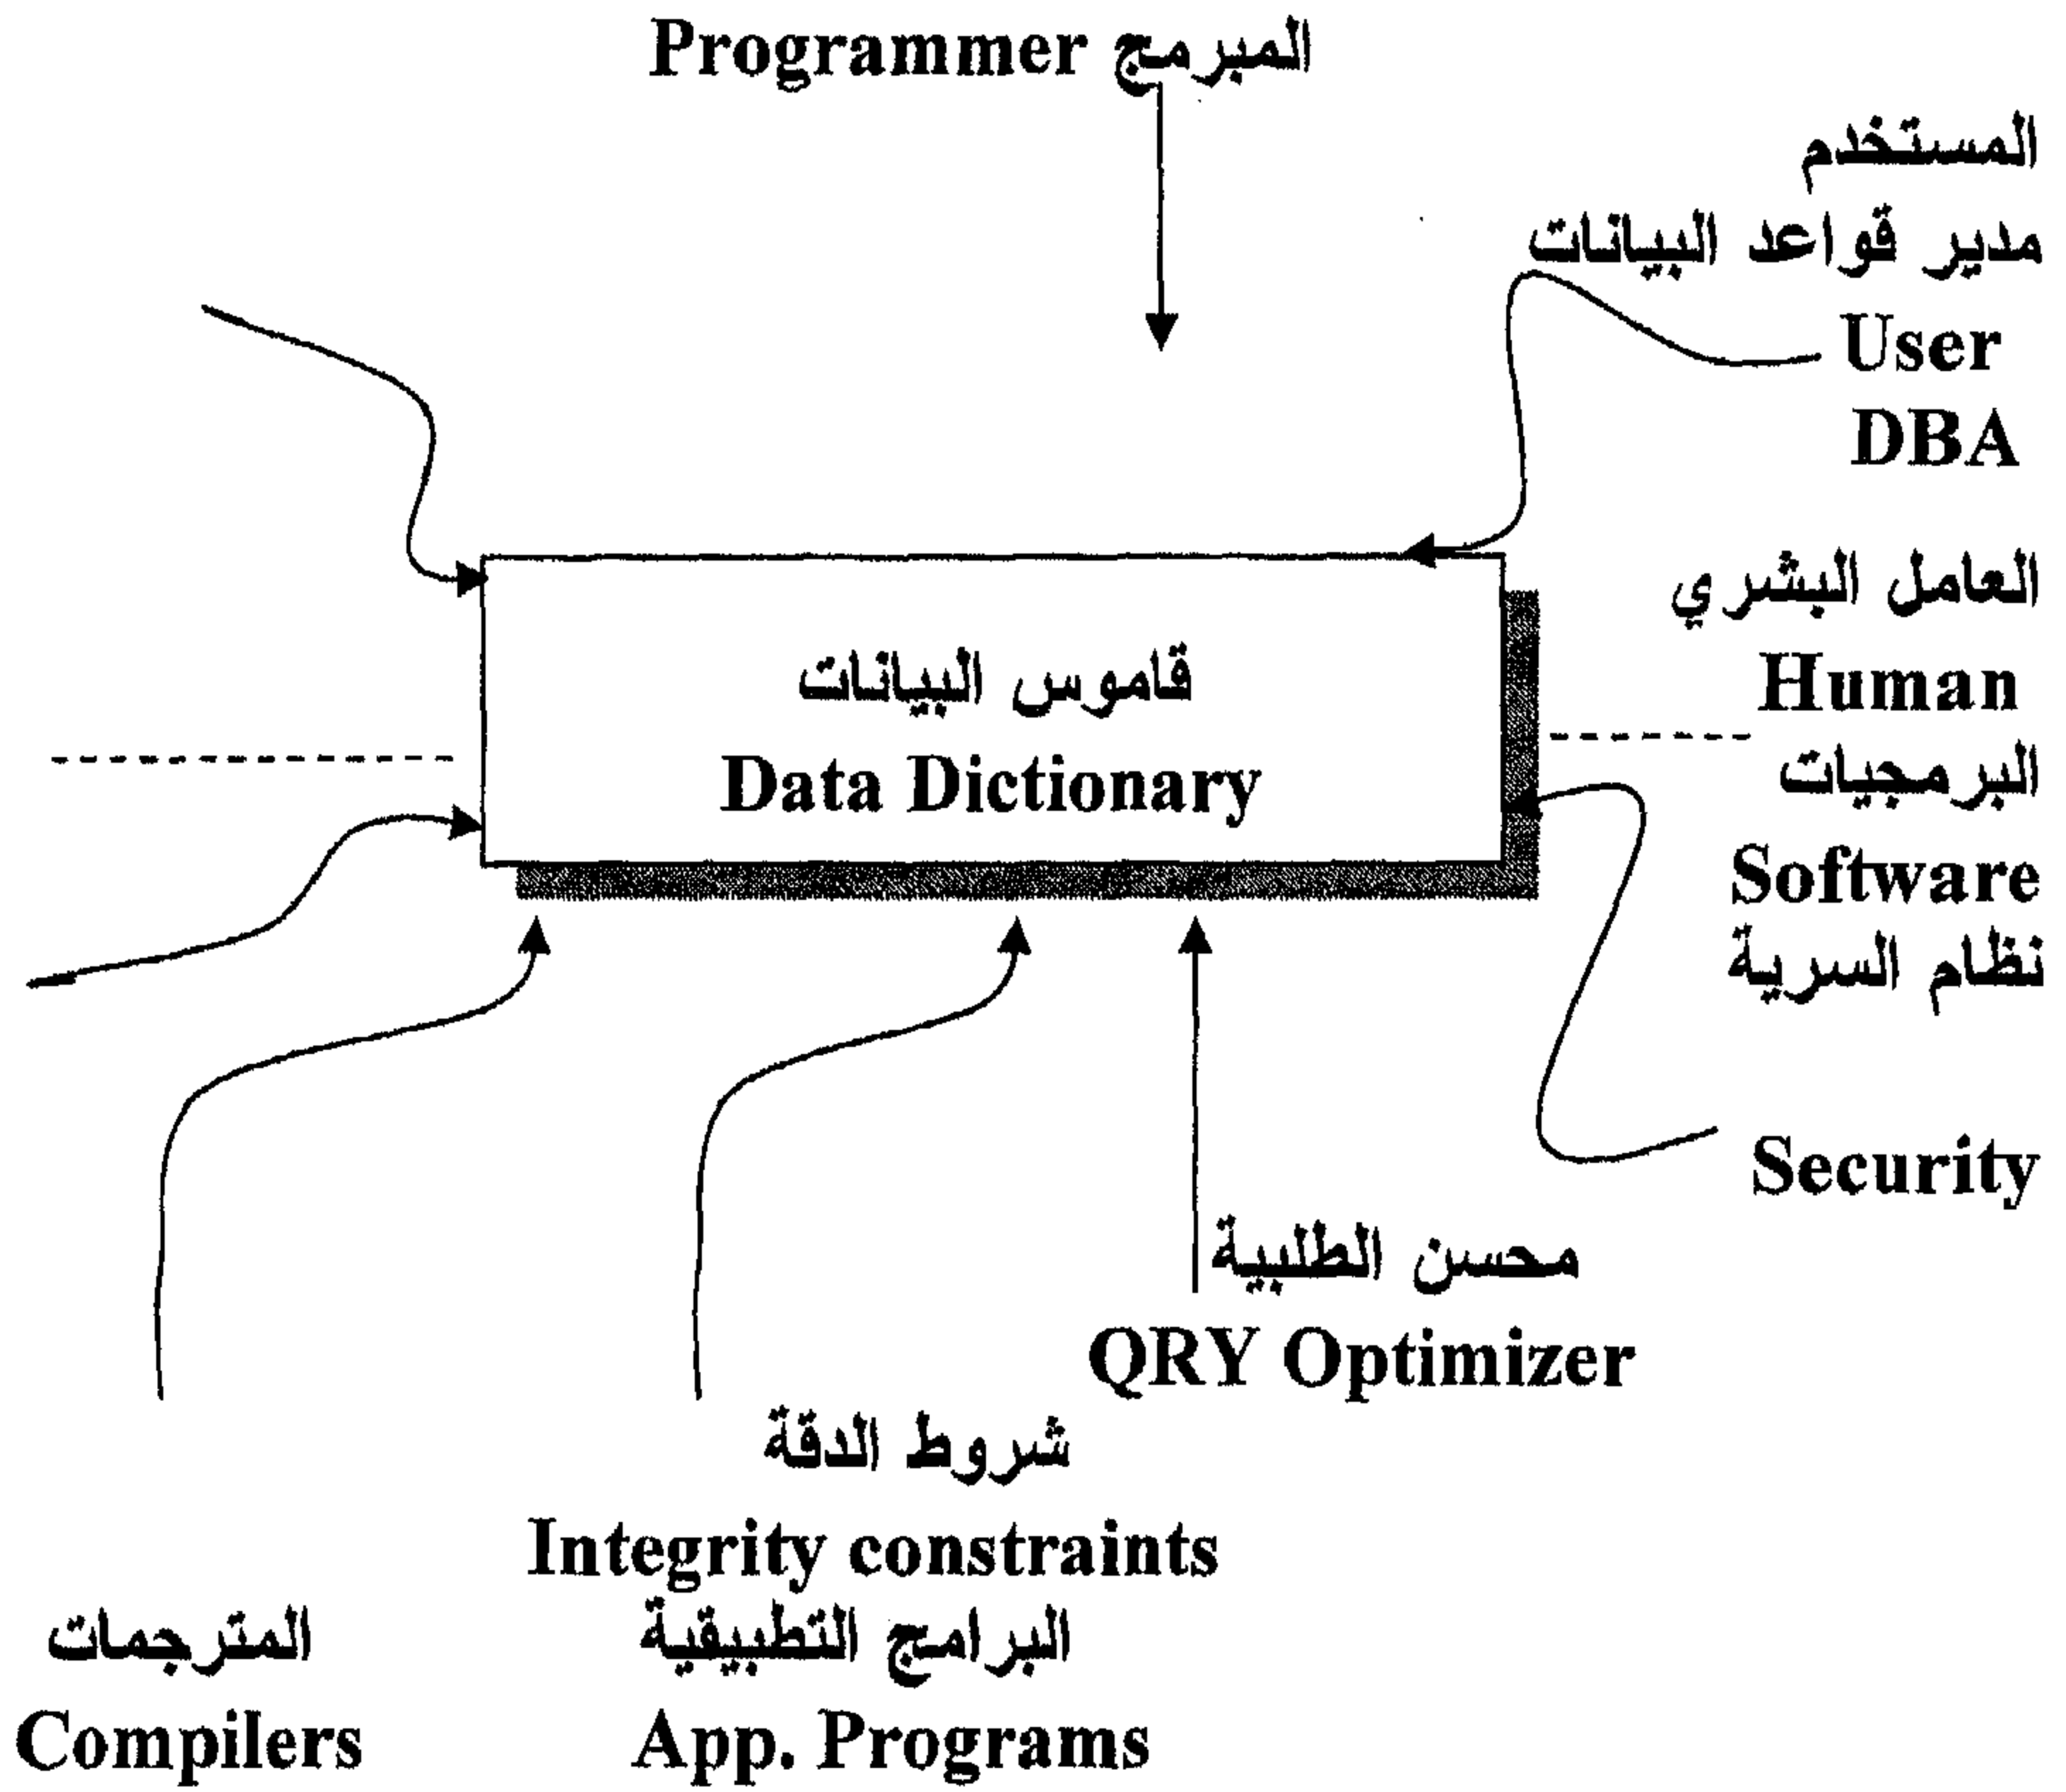 Programmer المبرمج
المستخدم
مدير قواعد البيانات
User
DBA
العامل البشري
Human
البرمجيات
Software
نظام السرية
Security
قاموس البيانات
Data Dictionary
محسن الطلبية
QRY Optimizer
شروط الدقة
Integrity constraints
البرامج التطبيقية
App. Programs
المترجمات
Compilers